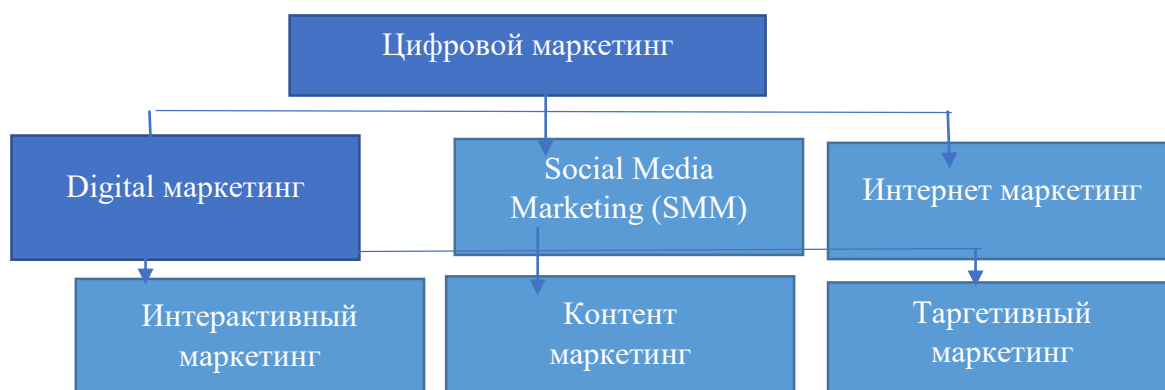 Цифровой маркетинг
Digital маркетинг
Social Media
Marketing (SMM)
Интернет маркетинг
Интерактивный
маркетинг
Контент
маркетинг
Таргетивный
маркетинг